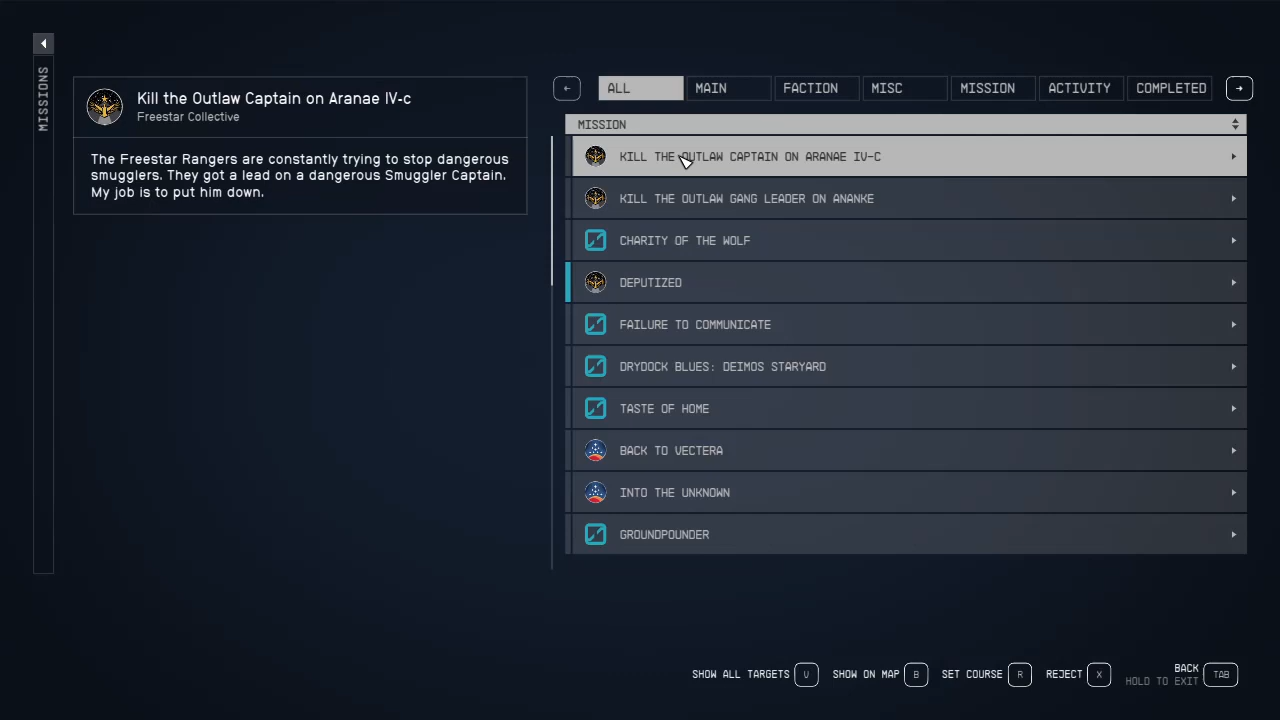 MISSIONS
Kill the Outlaw Captain on Aranae IV-c
Freestar Collective
The Freestar Rangers are constantly trying to stop dangerous
smugglers. They got a lead on a dangerous Smuggler Captain.
My job is to put him down.
ALL MAIN FACTION MISC MISSION ACTIVITY COMPLETED
MISSION
KILL THE OUTLAW CAPTAIN ON ARANAE IV-C
KILL THE OUTLAW GANG LEADER ON ANANKE
CHARITY OF THE WOLF
DEPUTIZED
FAILURE TO COMMUNICATE
DRYDOCK BLUES: DEIMOS STARYARD
TASTE OF HOME
BACK TO VECTERA
INTO THE UNKNOWN
GROUNDPOUNDER
SHOW ALL TARGETS V SHOW ON MAP B SET COURSE R REJECT X BACK TAB
HOLD TO EXIT